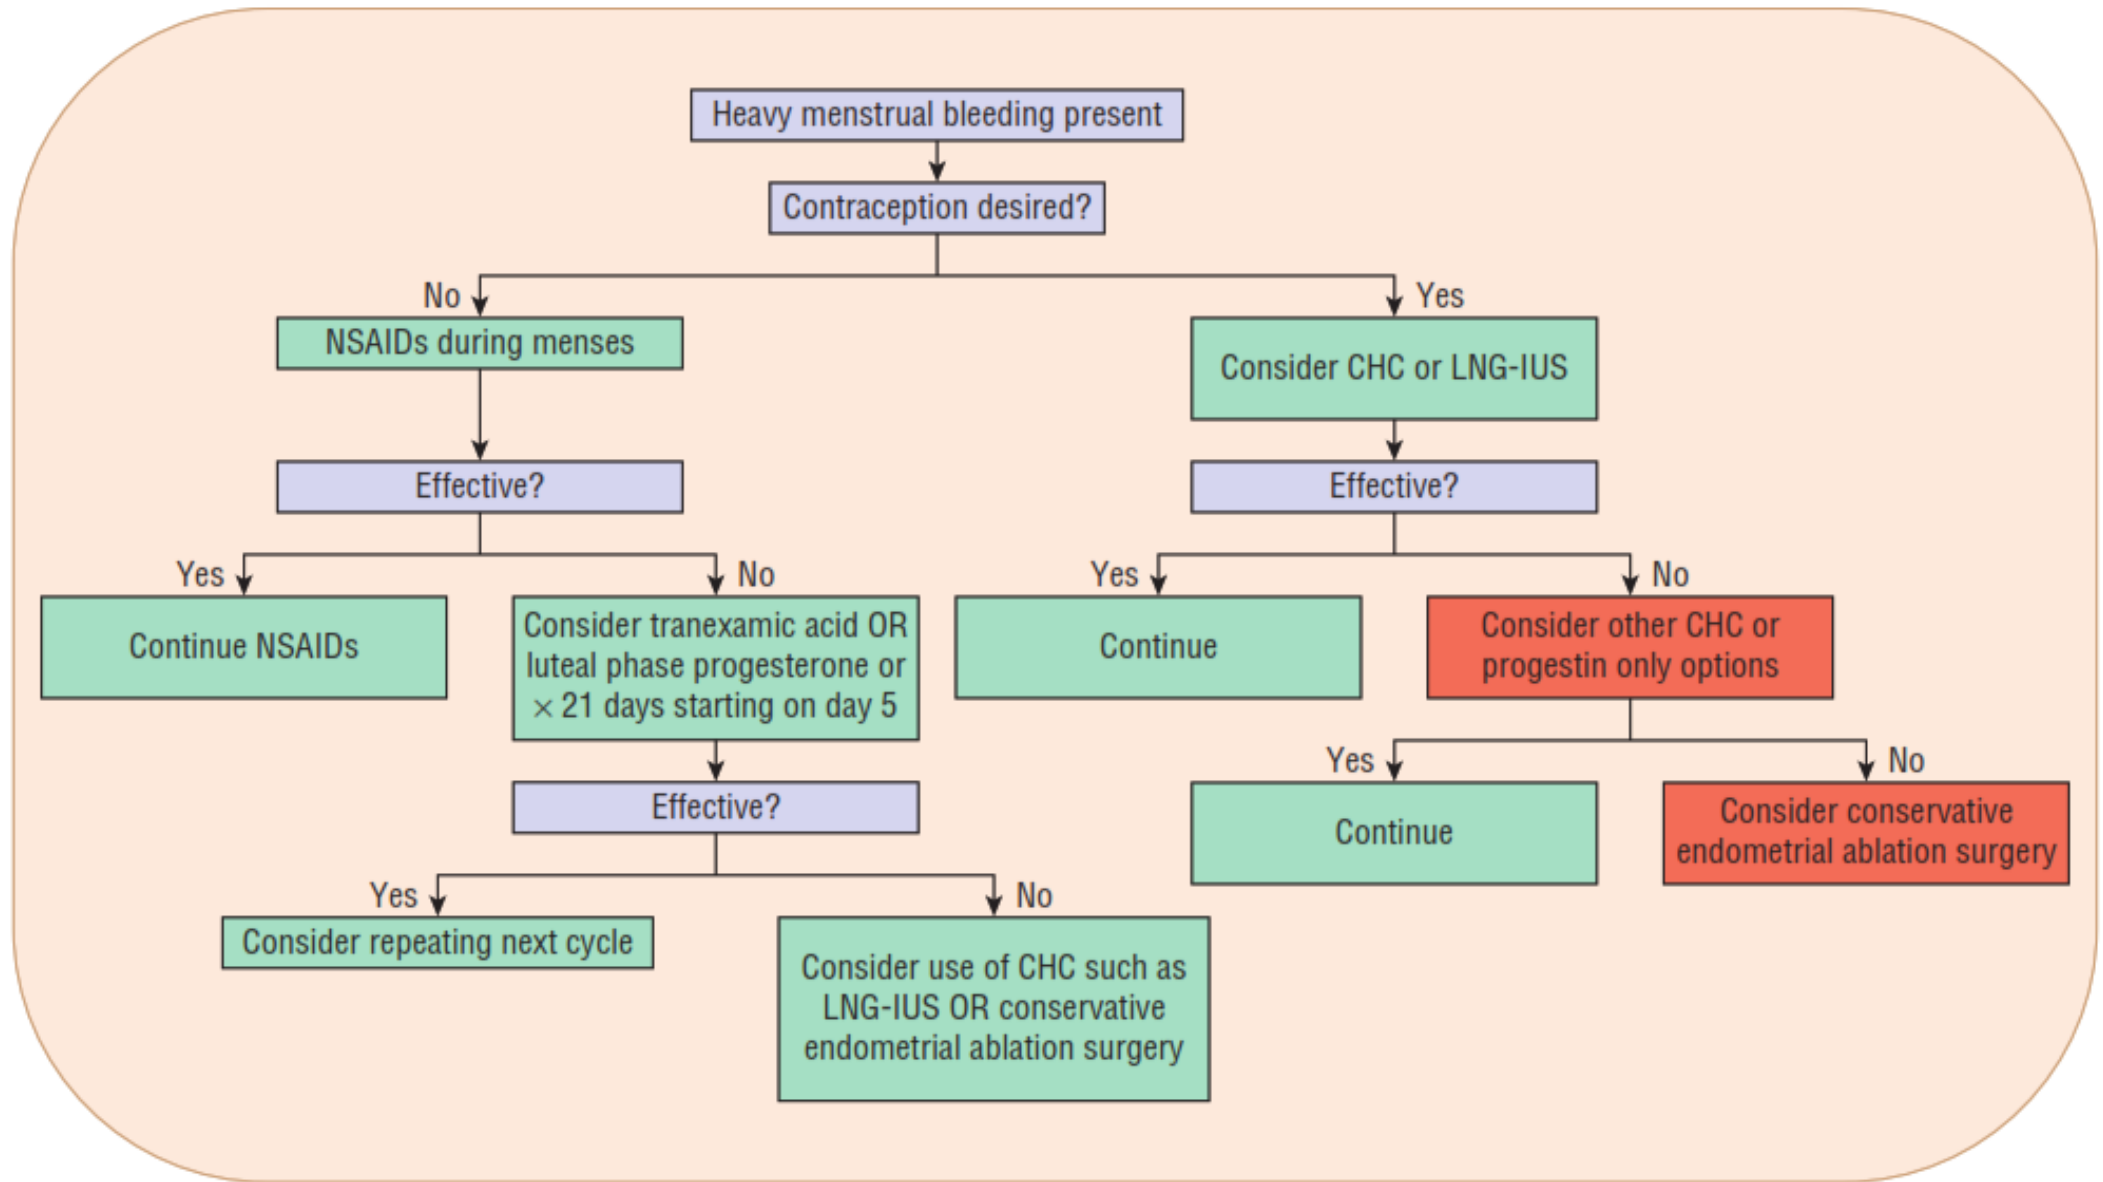 Heavy menstrual bleeding present
Contraception desired?
No
Yes
NSAIDs during menses
Consider CHC or LNG-IUS
Effective?
Effective?
Yes
No
Yes
No
Continue NSAIDs
Consider tranexamic acid OR
luteal phase progesterone or
× 21 days starting on day 5
Continue
Consider other CHC or
progestin only options
Effective?
Yes
No
Continue
Consider conservative
endometrial ablation surgery
Yes
No
Consider repeating next cycle
Consider use of CHC such as
LNG-IUS OR conservative
endometrial ablation surgery